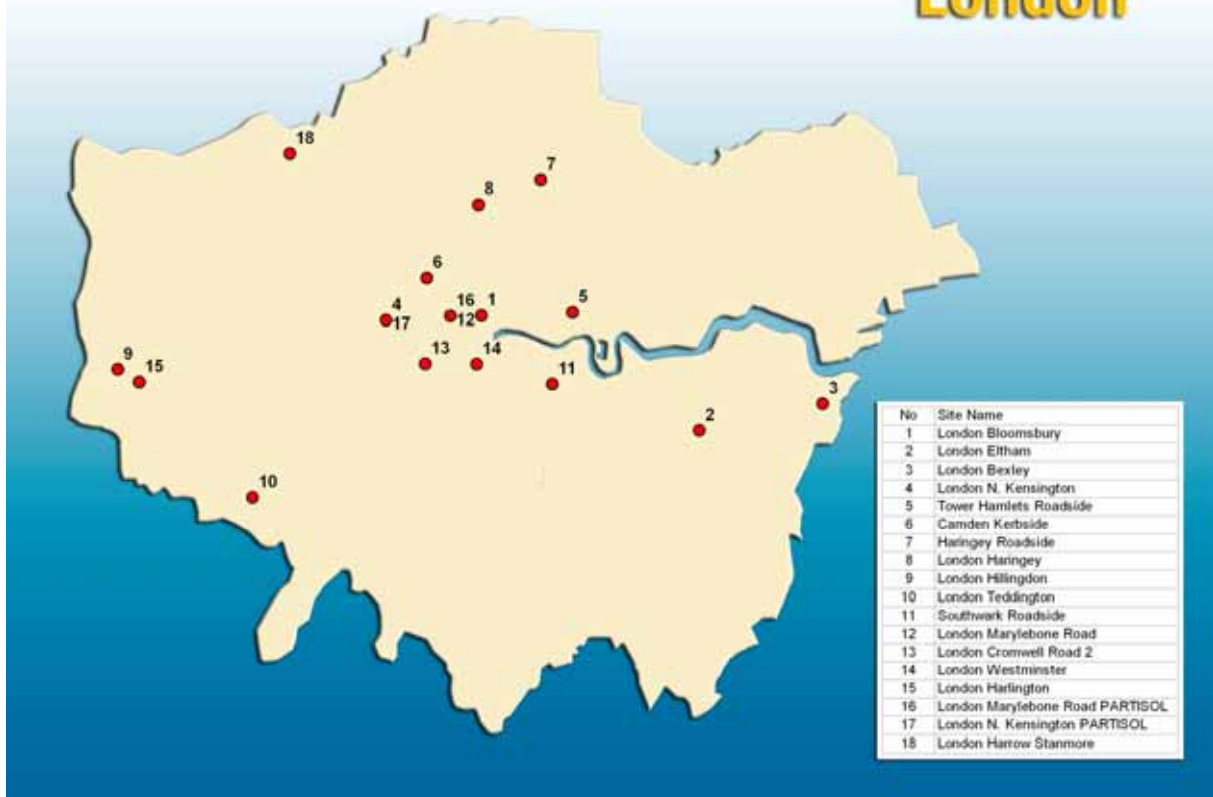 London
18
7
8
6
4
17
16
12
1
5
13
14
9
15
11
3
2
10
No Site Name
1 London Bloomsbury
2 London Eltham
3 London Bexley
4 London N. Kensington
5 Tower Hamlets Roadside
6 Camden Kerbside
7 Haringey Roadside
8 London Haringey
9 London Hillingdon
10 London Teddington
11 Southwark Roadside
12 London Marylebone Road
13 London Cromwell Road 2
14 London Westminster
15 London Harlington
16 London Marylebone Road PARTISOL
17 London N. Kensington PARTISOL
18 London Harrow Stanmore